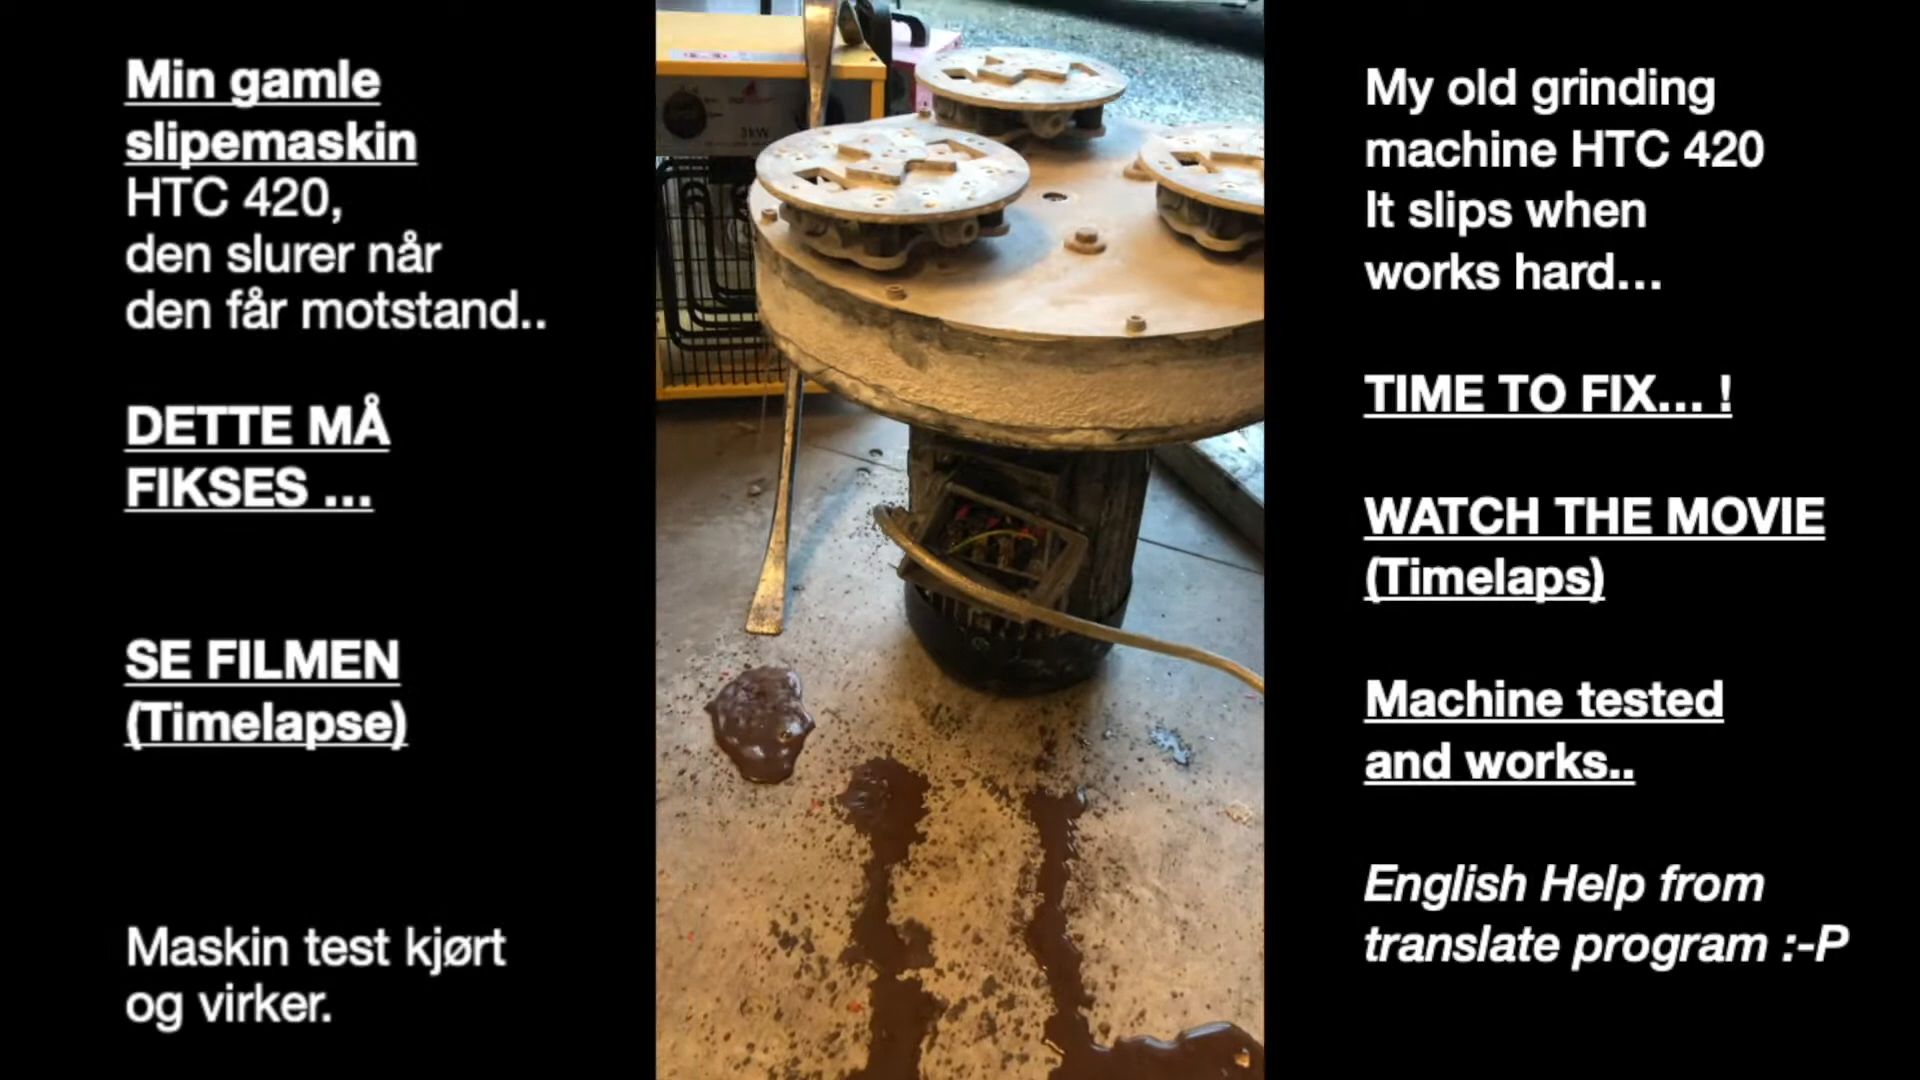 Min gamle
slipemaskin
HTC 420,
den slurer når
den får motstand..
DETTE MÅ
FIKSES ...
SE FILMEN
(Timelapse)
Maskin test kjørt
og virker.
3kW
My old grinding
machine HTC 420
It slips when
works hard...
TIME TO FIX... !
WATCH THE MOVIE
(Timelaps)
Machine tested
and works..
English Help from
translate program :-P